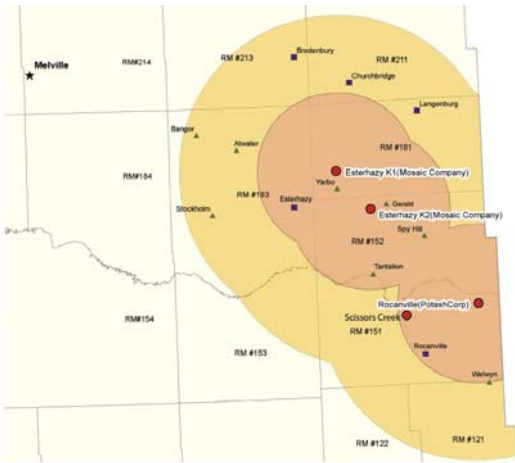 Bredenbury
RM#214
RM #213
RM #211
Melville
Churchbridge
Langenburg
Bangor
Atwater
RM #181
Esterhazy K1(Mosaic Company)
RM#184
Yarbo
RM #183
Esterhazy
Gerald
Stockholm
Esterhazy K2(Mosaic Company)
Spy Hill
RM #152
Tantallon
Rocanville(PotashCorp)
Scissors Creek
RM#154
RM #151
RM #153
Rocanville
Welwyn
RM #122
RM #121